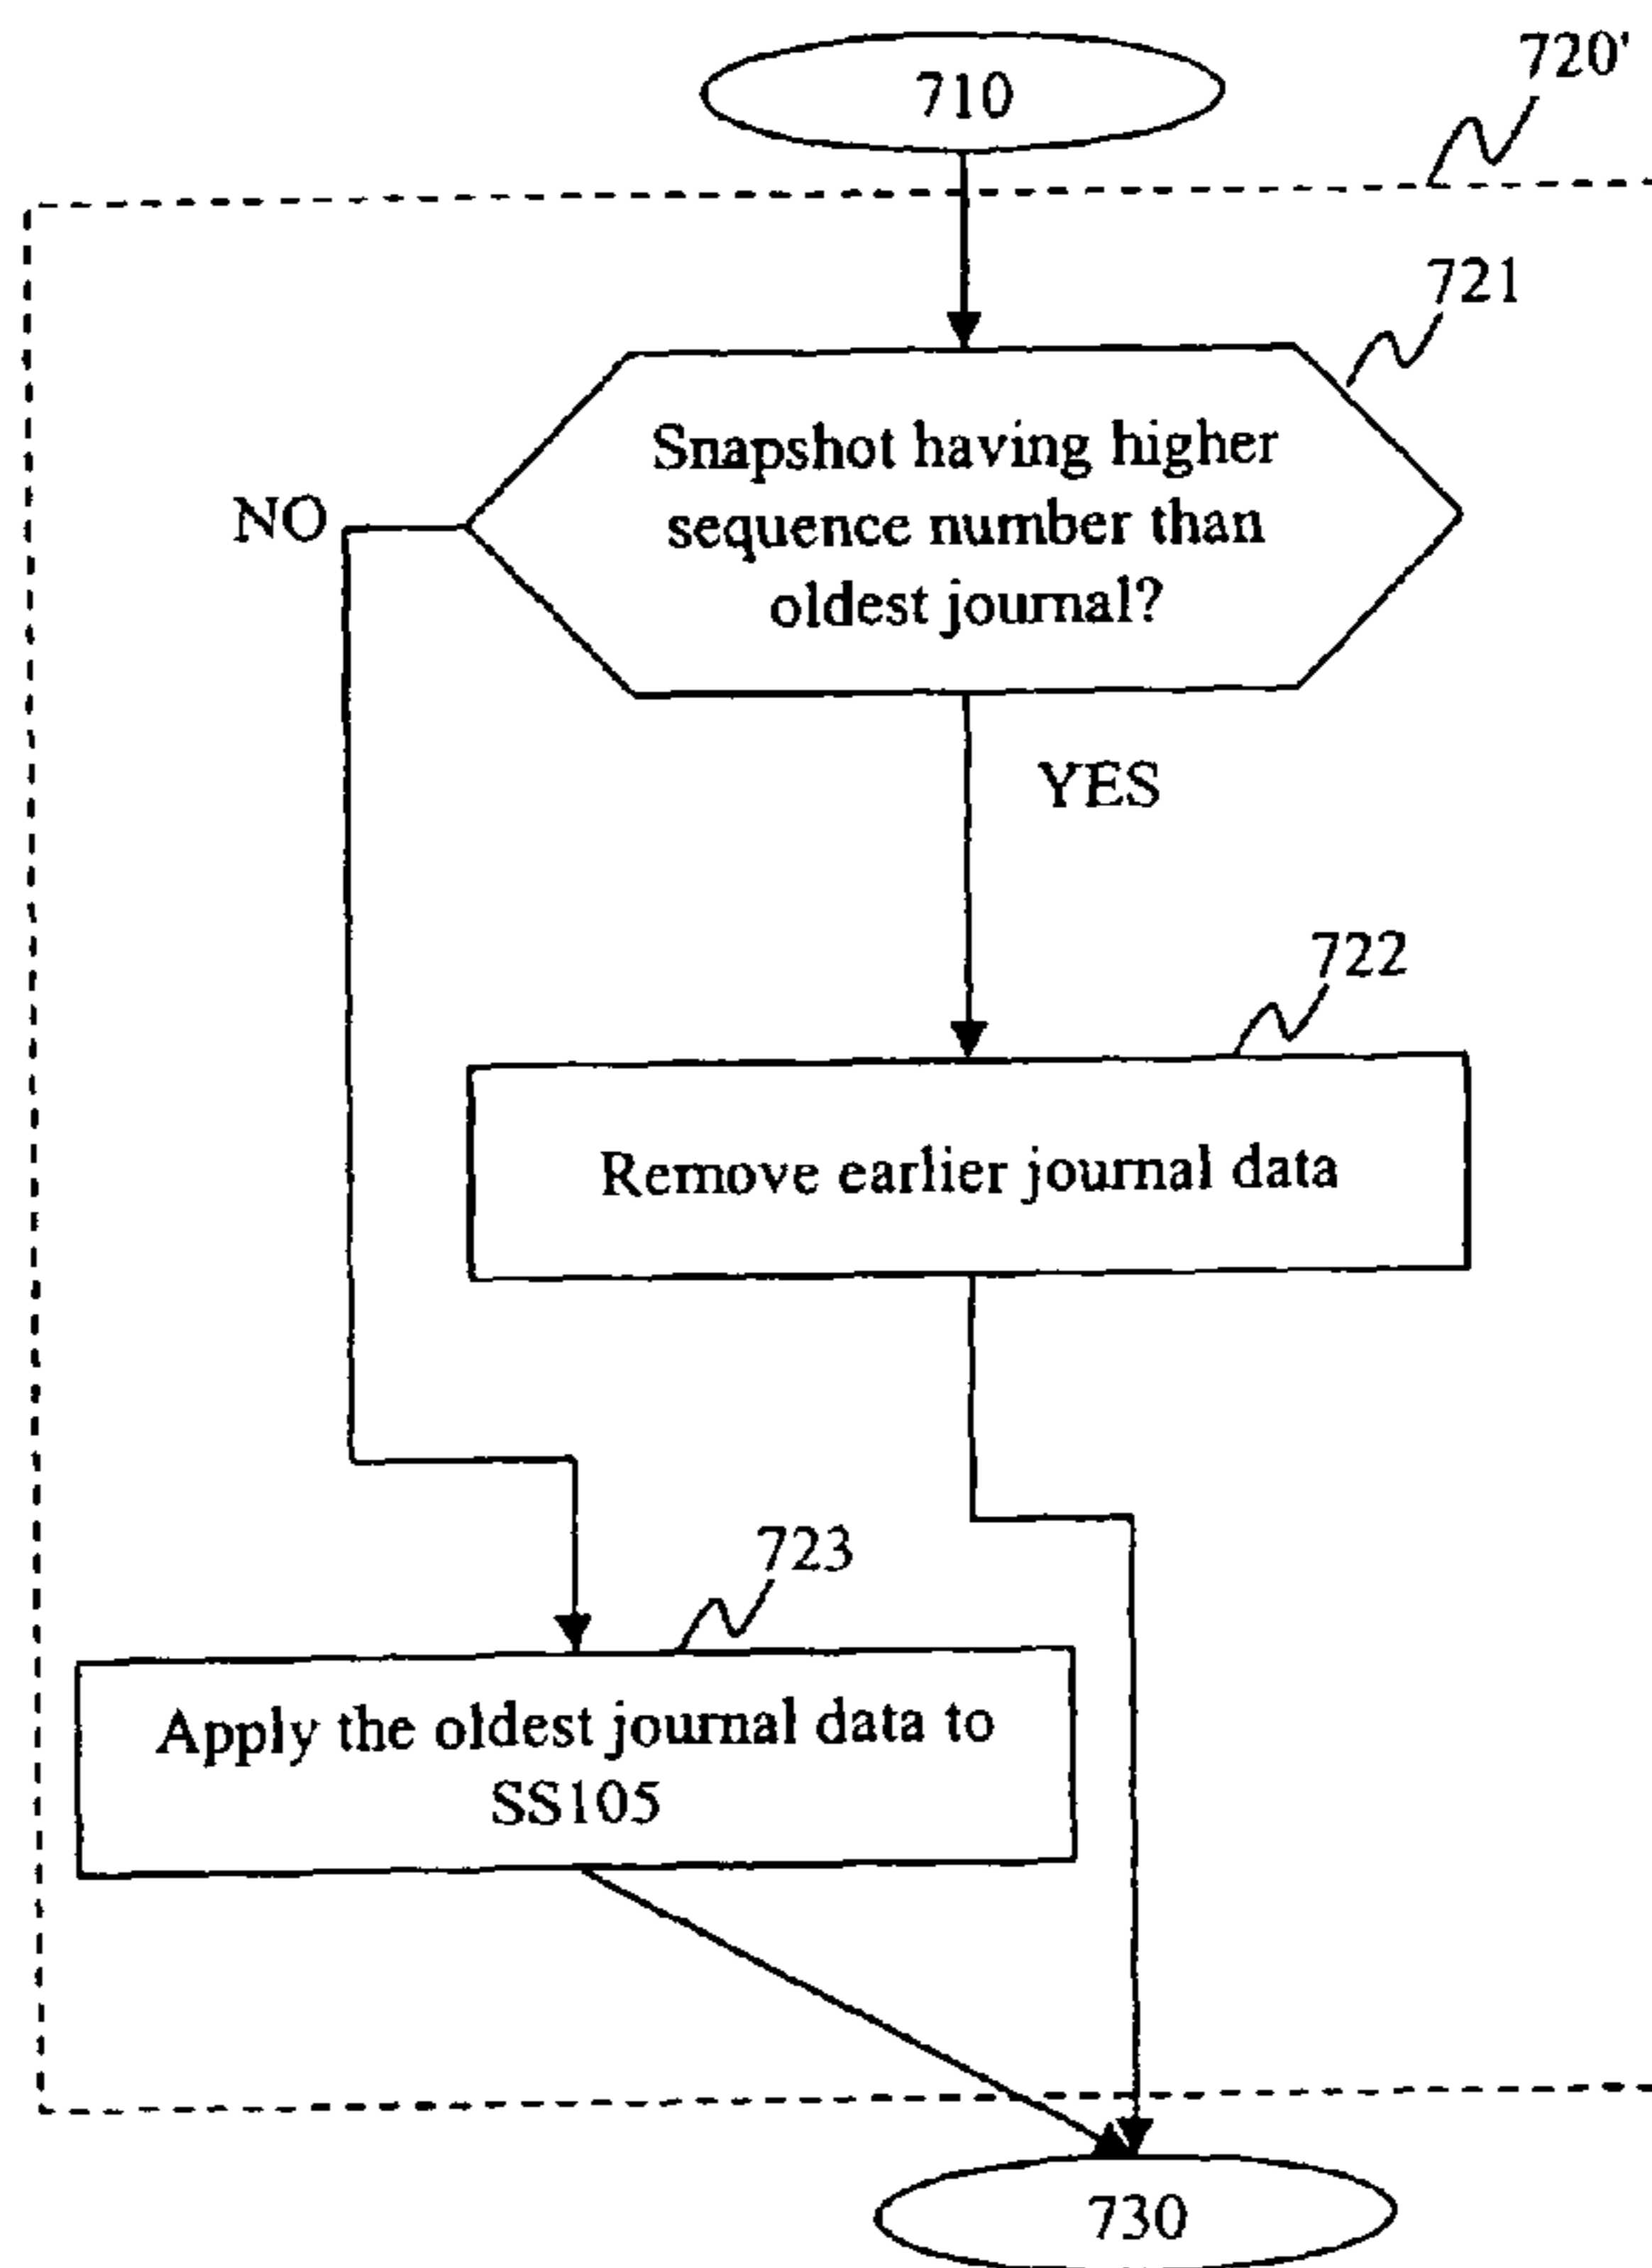 720'
710
721
Snapshot having higher
sequence number than
oldest journal?
NO
YES
722
Remove earlier journal data
723
Apply the oldest journal data to
SS105
730